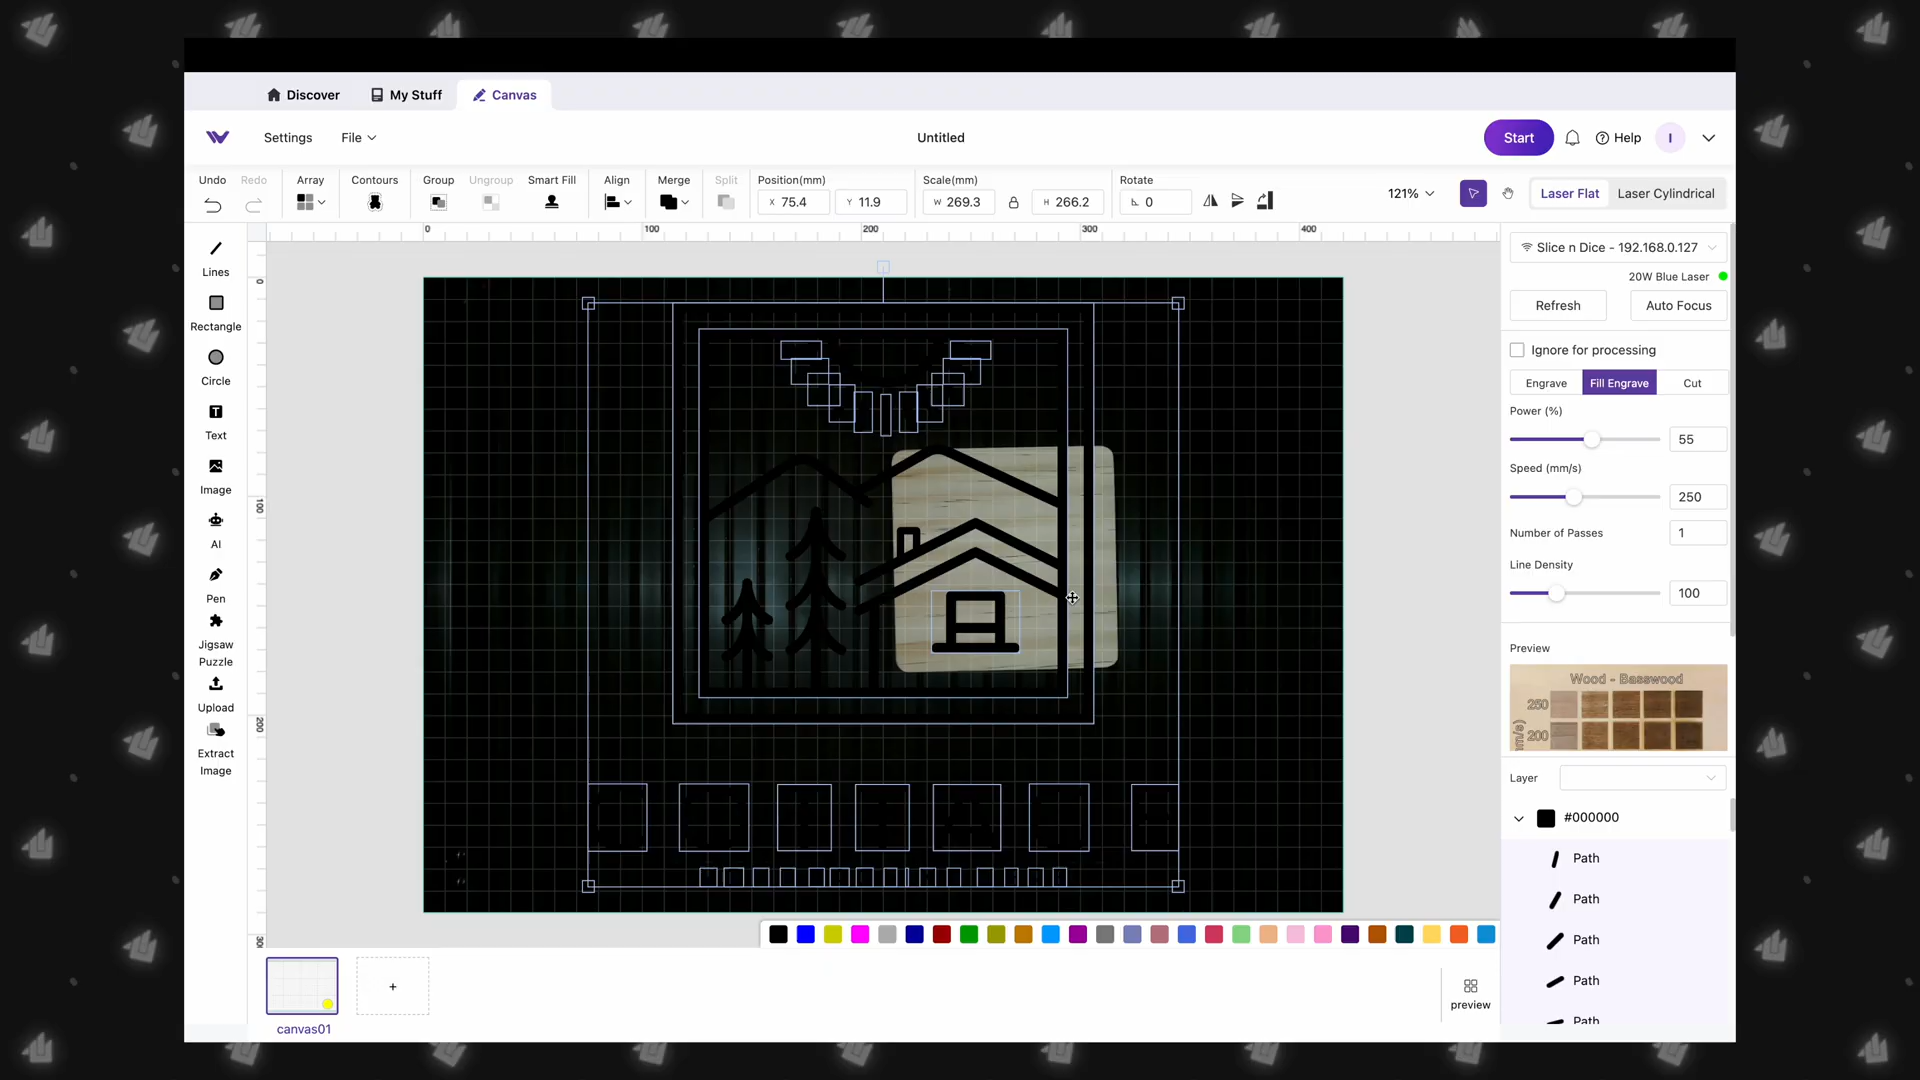 Discover My Stuff Canvas
Settings File Untitled Start Help I
Undo Redo Array Contours Group Ungroup Smart Fill Align Merge Split Position(mm) Scale(mm) Rotate
X 75.4 Y 11.9 W 269.3 H 266.2 0 121% Laser Flat Laser Cylindrical
0 100 200 300 400
0
100
200
Lines
Rectangle
Circle
Text
Image
AI
Pen
Jigsaw
Puzzle
Upload
Extract
Image
Slice n Dice - 192.168.0.127
20W Blue Laser
Refresh Auto Focus
Ignore for processing
Engrave Fill Engrave Cut
Power (%)
55
Speed (mm/s)
250
Number of Passes 1
Line Density
100
Preview
Wood - Basswood
250
200
Layer
#000000
Path
Path
Path
Path
Path
+
canvas01
preview